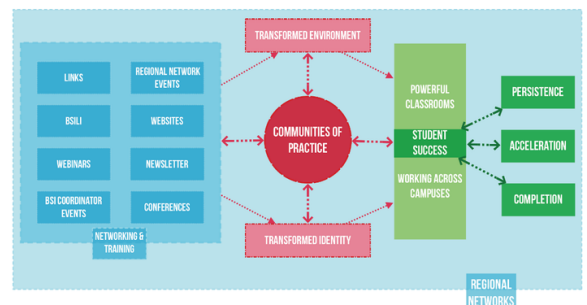 TRANSFORMED ENVIRONMENT
LINKS
REGIONAL NETWORK
EVENTS
BSILI
WEBSITES
WEBINARS
NEWSLETTER
BSI COORDINATOR
EVENTS
CONFERENCES
NETWORKING &
TRAINING
COMMUNITIES OF
PRACTICE
TRANSFORMED IDENTITY
POWERFUL
CLASSROOMS
STUDENT
SUCCESS
WORKING ACROSS
CAMPUSES
PERSISTENCE
ACCELERATION
COMPLETION
REGIONAL
NETWORKS